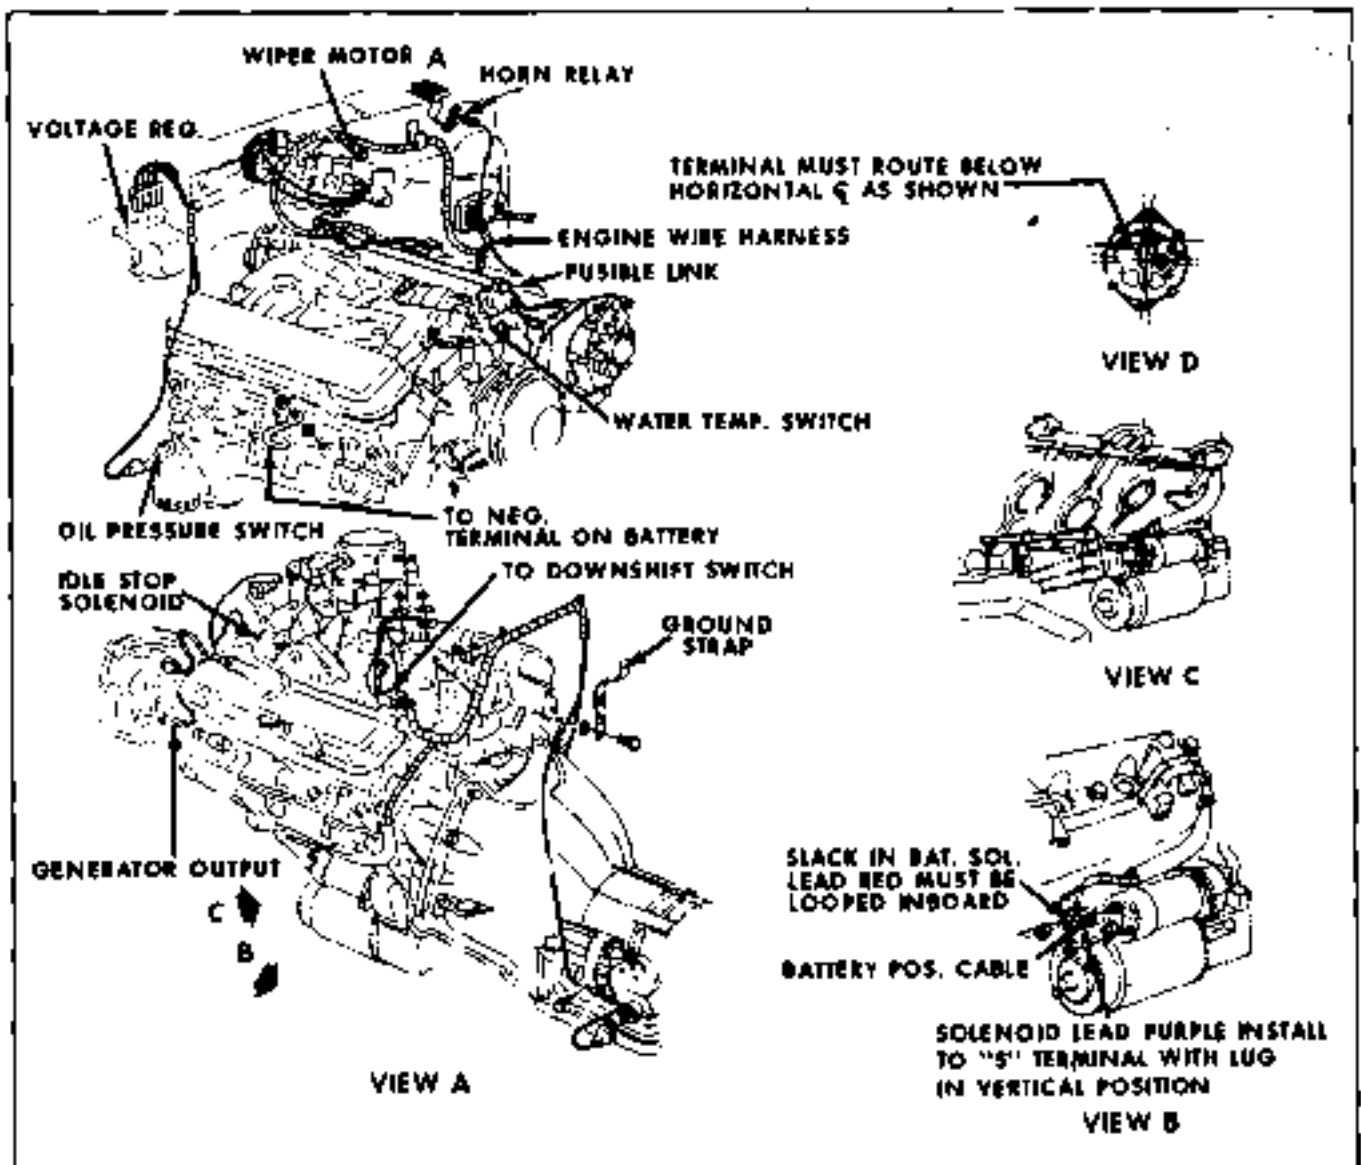 WIPER MOTOR A
HORN RELAY
VOLTAGE REG.
TERMINAL MUST ROUTE BELOW
HORIZONTAL ℄ AS SHOWN
ENGINE WIRE HARNESS
FUSIBLE LINK
VIEW D
WATER TEMP. SWITCH
OIL PRESSURE SWITCH
TO NEG.
TERMINAL ON BATTERY
IDLE STOP
SOLENOID
TO DOWNSHIFT SWITCH
GROUND
STRAP
VIEW C
GENERATOR OUTPUT
C
B
SLACK IN BAT. SOL.
LEAD RED MUST BE
LOOPED INBOARD
BATTERY POS. CABLE
SOLENOID LEAD PURPLE INSTALL
TO "S" TERMINAL WITH LUG
IN VERTICAL POSITION
VIEW A
VIEW B